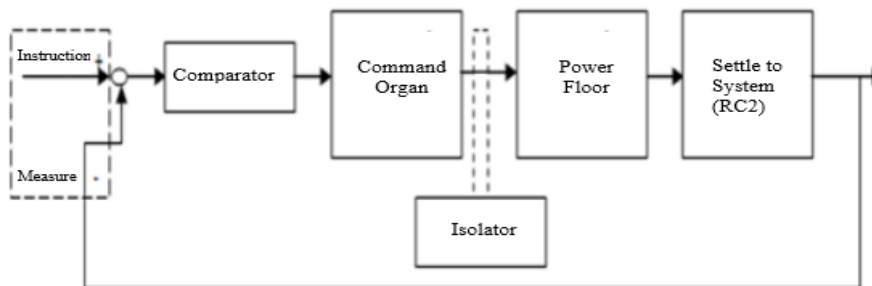 Instruction
Measure
Comparator
Command
Organ
Isolator
Power
Floor
Settle to
System
(RC2)